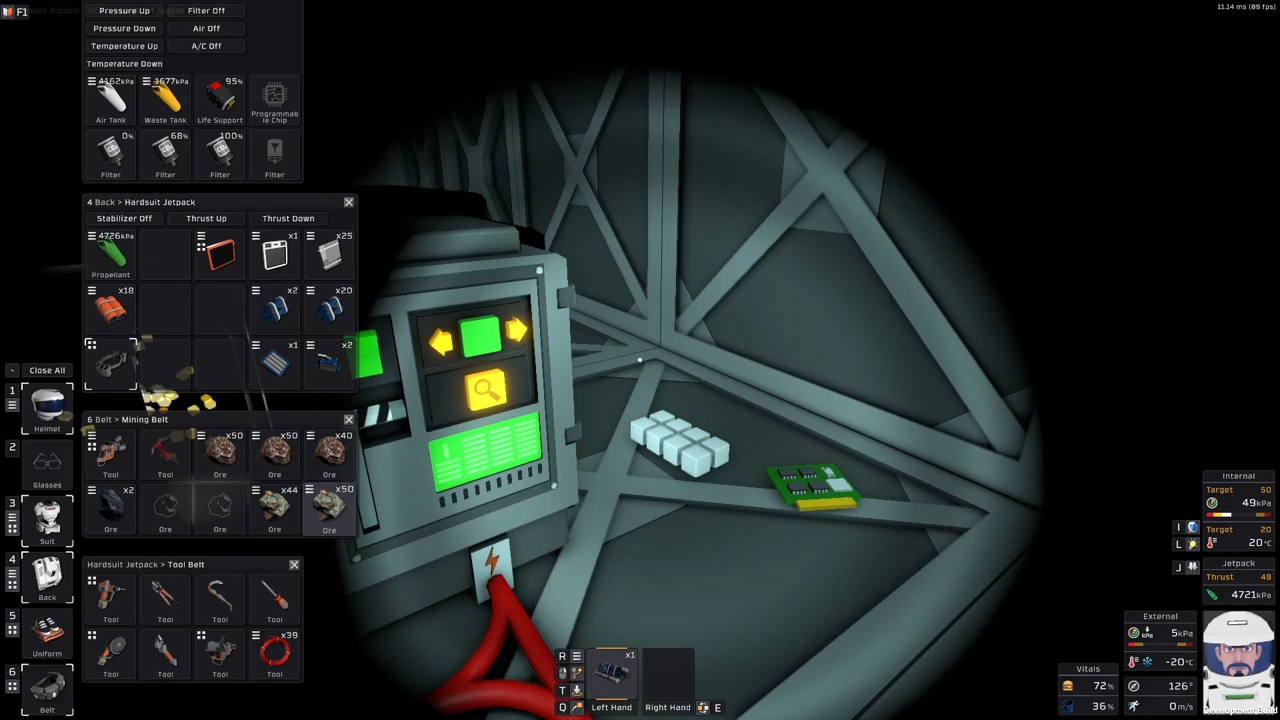 F1
11.14 ms (89 fps)
Pressure Up
Filter Off
Pressure Down
Air Off
Temperature Up
A/C Off
Temperature Down
4162kPa
1677kPa
95%
Air Tank
Waste Tank
Life Support
Programmab
le Chip
0%
68%
100%
Filter
Filter
Filter
Filter
4 Back > Hardsuit Jetpack
Stabilizer Off
Thrust Up
Thrust Down
4726kPa
x1
x25
Propellant
x18
x2
x20
x1
x2
~
Close All
1
Helmet
2
Glasses
3
Suit
4
Back
5
Uniform
6
Belt
6 Belt > Mining Belt
x50
x50
x40
Tool
Tool
Ore
Ore
Ore
x2
x44
x50
Ore
Ore
Ore
Ore
Ore
Hardsuit Jetpack > Tool Belt
Tool
Tool
Tool
Tool
x39
Tool
Tool
Tool
Tool
R
T
Q
x1
Left Hand
Right Hand
E
Internal
Target 50
49kPa
Target 20
20°C
I
L
J
Jetpack
Thrust 49
4721kPa
External
kPa
5kPa
-20°C
126°
0m/s
Vitals
72%
36%